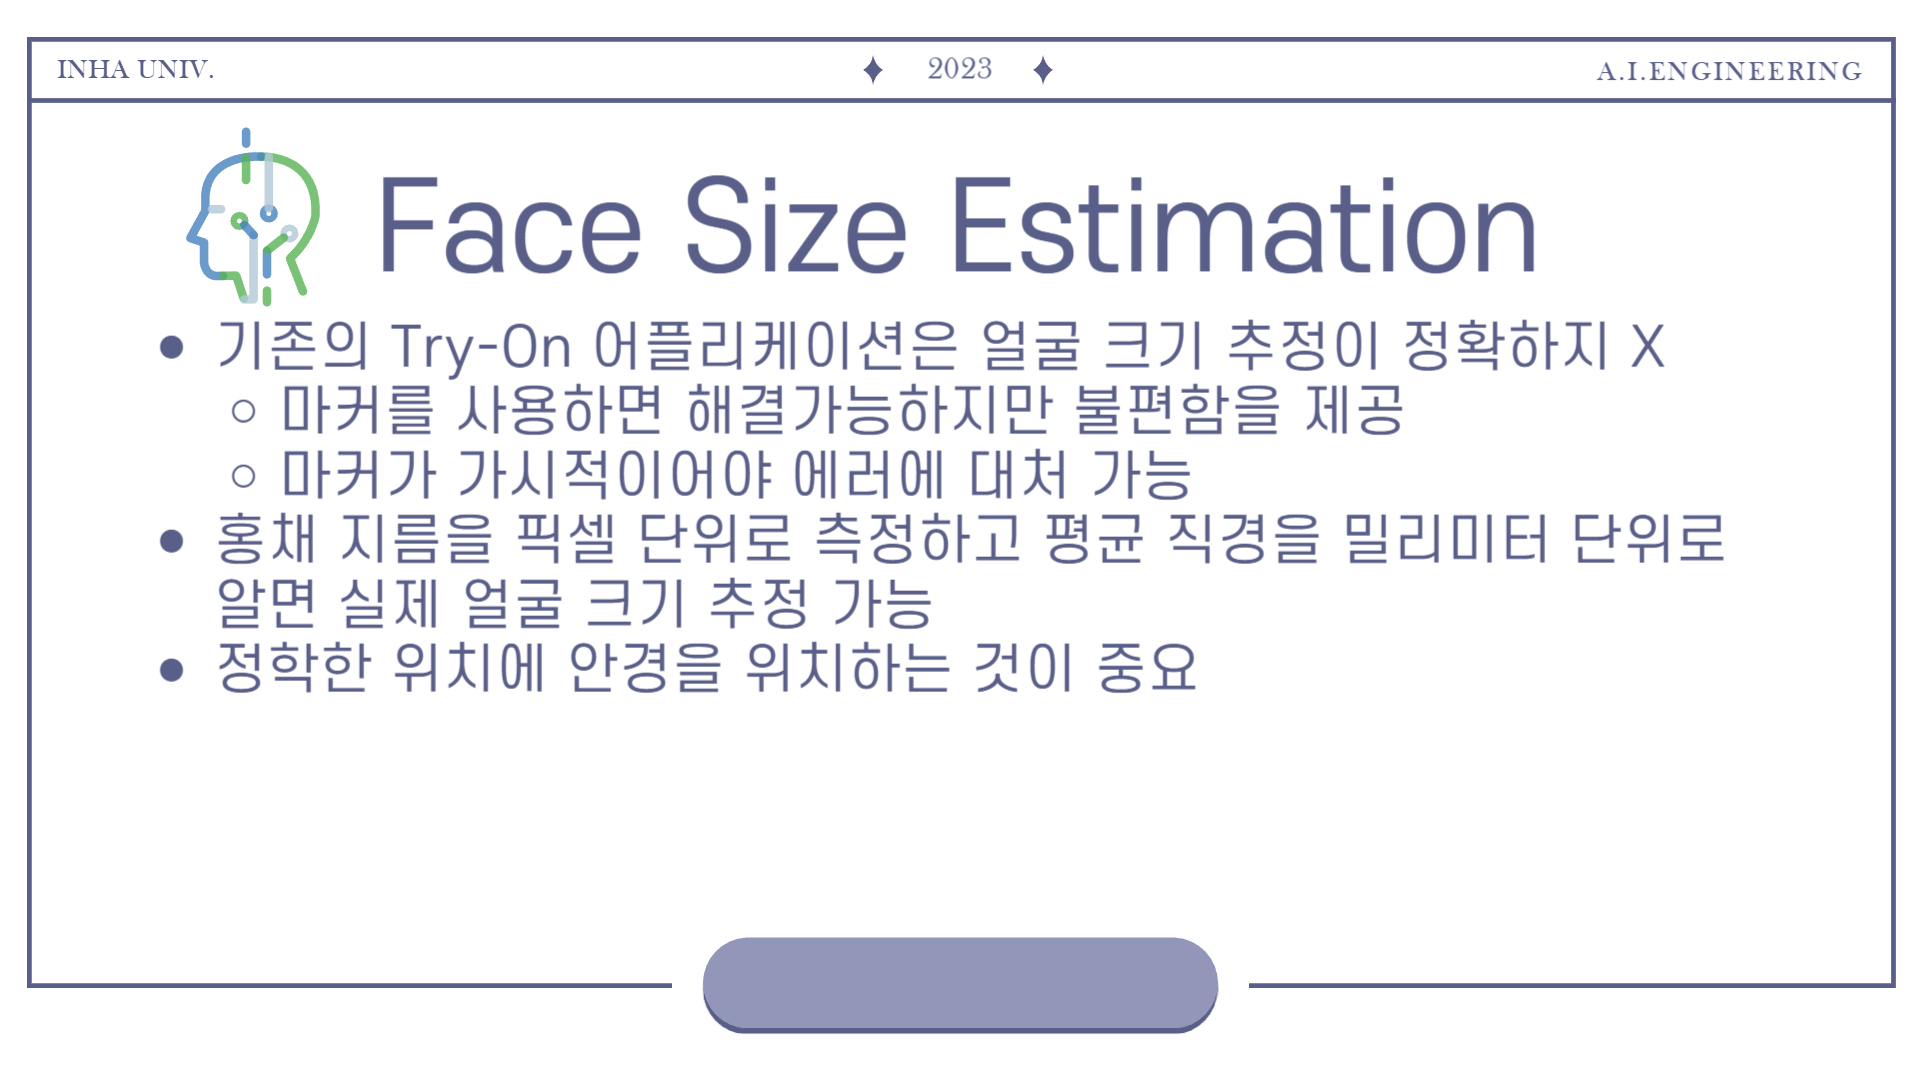 INHA UNIV.
2023
A.I.ENGINEERING
Face Size Estimation
기존의 Try-On 어플리케이션은 얼굴 크기 추정이 정확하지 X
마커를 사용하면 해결가능하지만 불편함을 제공
마커가 가시적이어야 에러에 대처 가능
홍채 지름을 픽셀 단위로 측정하고 평균 직경을 밀리미터 단위로
알면 실제 얼굴 크기 추정 가능
정학한 위치에 안경을 위치하는 것이 중요